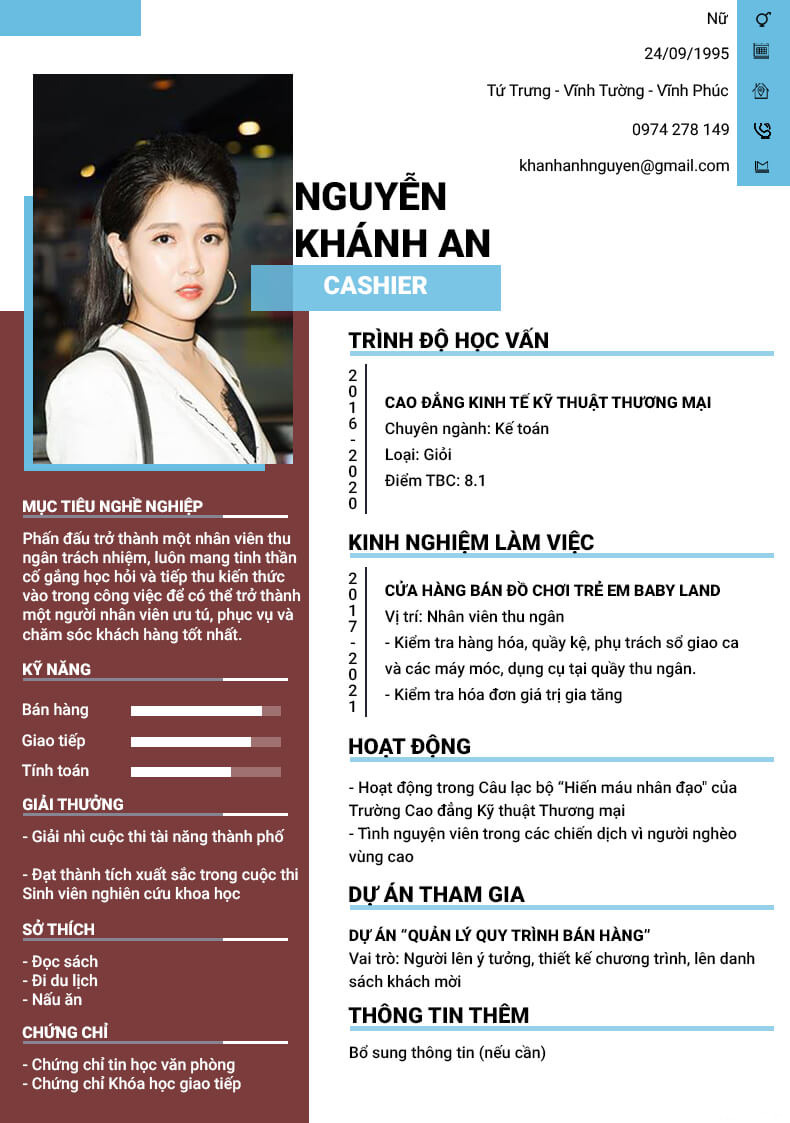 Nữ
24/09/1995
Tứ Trưng - Vĩnh Tường - Vĩnh Phúc
0974 278 149
khanhanhnguyen@gmail.com
NGUYỄN
KHÁNH AN
CASHIER
MỤC TIÊU NGHỀ NGHIỆP
Phấn đấu trở thành một nhân viên thu
ngân trách nhiệm, luôn mang tinh thần
cố gắng học hỏi và tiếp thu kiến thức
vào trong công việc để có thể trở thành
một người nhân viên ưu tú, phục vụ và
chăm sóc khách hàng tốt nhất.
KỸ NĂNG
Bán hàng
Giao tiếp
Tính toán
GIẢI THƯỞNG
- Giải nhì cuộc thi tài năng thành phố
- Đạt thành tích xuất sắc trong cuộc thi
Sinh viên nghiên cứu khoa học
SỞ THÍCH
- Đọc sách
- Đi du lịch
- Nấu ăn
CHỨNG CHỈ
- Chứng chỉ tin học văn phòng
- Chứng chỉ Khóa học giao tiếp
TRÌNH ĐỘ HỌC VẤN
2016-2020
CAO ĐẲNG KINH TẾ KỸ THUẬT THƯƠNG MẠI
Chuyên ngành: Kế toán
Loại: Giỏi
Điểm TBC: 8.1
KINH NGHIỆM LÀM VIỆC
2017-2021
CỬA HÀNG BÁN ĐỒ CHƠI TRẺ EM BABY LAND
Vị trí: Nhân viên thu ngân
- Kiểm tra hàng hóa, quầy kệ, phụ trách sổ giao ca
và các máy móc, dụng cụ tại quầy thu ngân.
- Kiểm tra hóa đơn giá trị gia tăng
HOẠT ĐỘNG
- Hoạt động trong Câu lạc bộ “Hiến máu nhân đạo" của
Trường Cao đẳng Kỹ thuật Thương mại
- Tình nguyện viên trong các chiến dịch vì người nghèo
vùng cao
DỰ ÁN THAM GIA
DỰ ÁN “QUẢN LÝ QUY TRÌNH BÁN HÀNG”
Vai trò: Người lên ý tưởng, thiết kế chương trình, lên danh
sách khách mời
THÔNG TIN THÊM
Bổ sung thông tin (nếu cần)